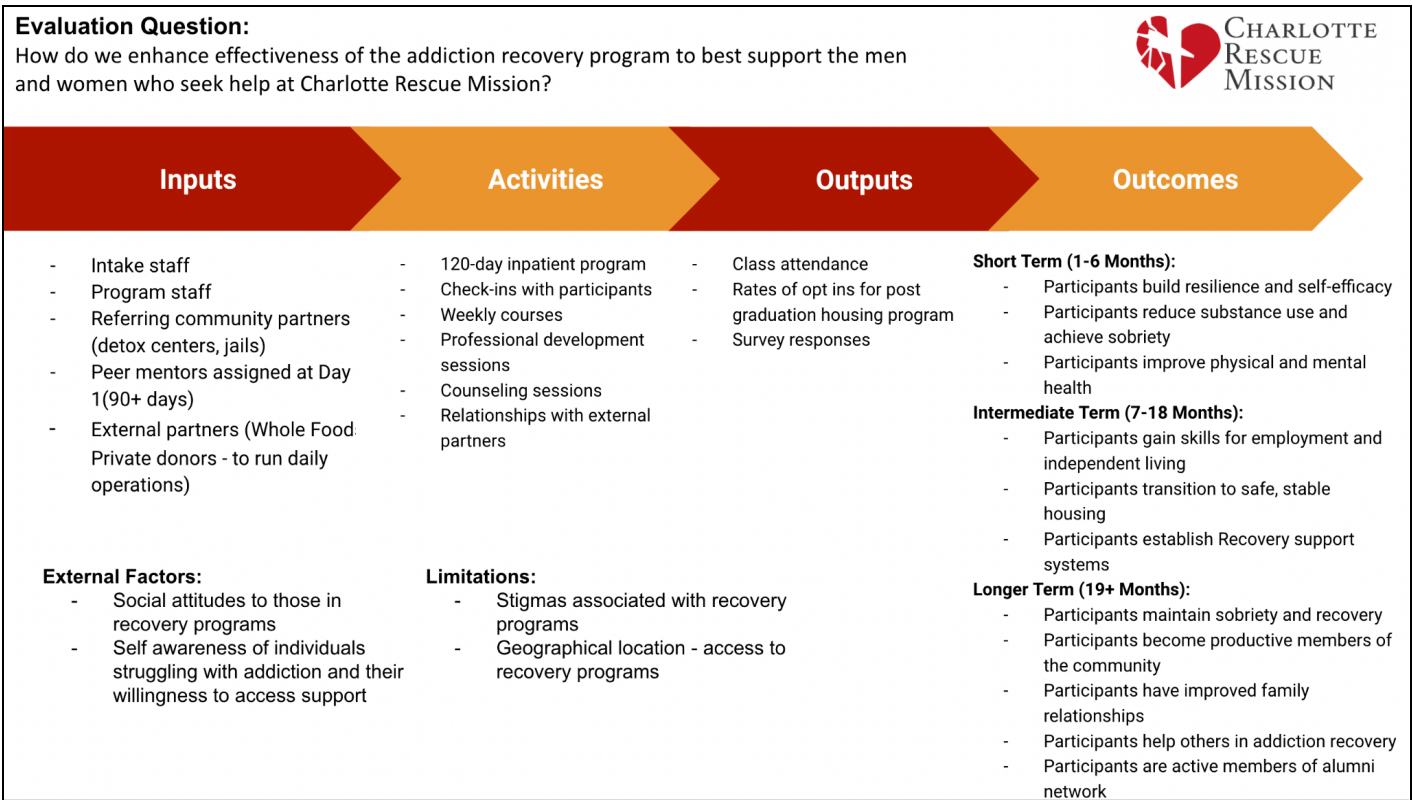 Evaluation Question:
How do we enhance effectiveness of the addiction recovery program to best support the men
and women who seek help at Charlotte Rescue Mission?
CHARLOTTE
RESCUE
MISSION
Inputs
Activities
Outputs
Outcomes
- Intake staff
- Program staff
- Referring community partners
(detox centers, jails)
- Peer mentors assigned at Day
1(90+ days)
- External partners (Whole Food
Private donors - to run daily
operations)
- 120-day inpatient program
- Check-ins with participants
- Weekly courses
- Professional development
sessions
- Counseling sessions
- Relationships with external
partners
- Class attendance
- Rates of opt ins for post
graduation housing program
- Survey responses
Short Term (1-6 Months):
- Participants build resilience and self-efficacy
- Participants reduce substance use and
achieve sobriety
- Participants improve physical and mental
health
Intermediate Term (7-18 Months):
- Participants gain skills for employment and
independent living
- Participants transition to safe, stable
housing
- Participants establish Recovery support
systems
Longer Term (19+ Months):
- Participants maintain sobriety and recovery
- Participants become productive members of
the community
- Participants have improved family
relationships
- Participants help others in addiction recovery
- Participants are active members of alumni
network
External Factors:
- Social attitudes to those in
recovery programs
- Self awareness of individuals
struggling with addiction and their
willingness to access support
Limitations:
- Stigmas associated with recovery
programs
- Geographical location - access to
recovery programs